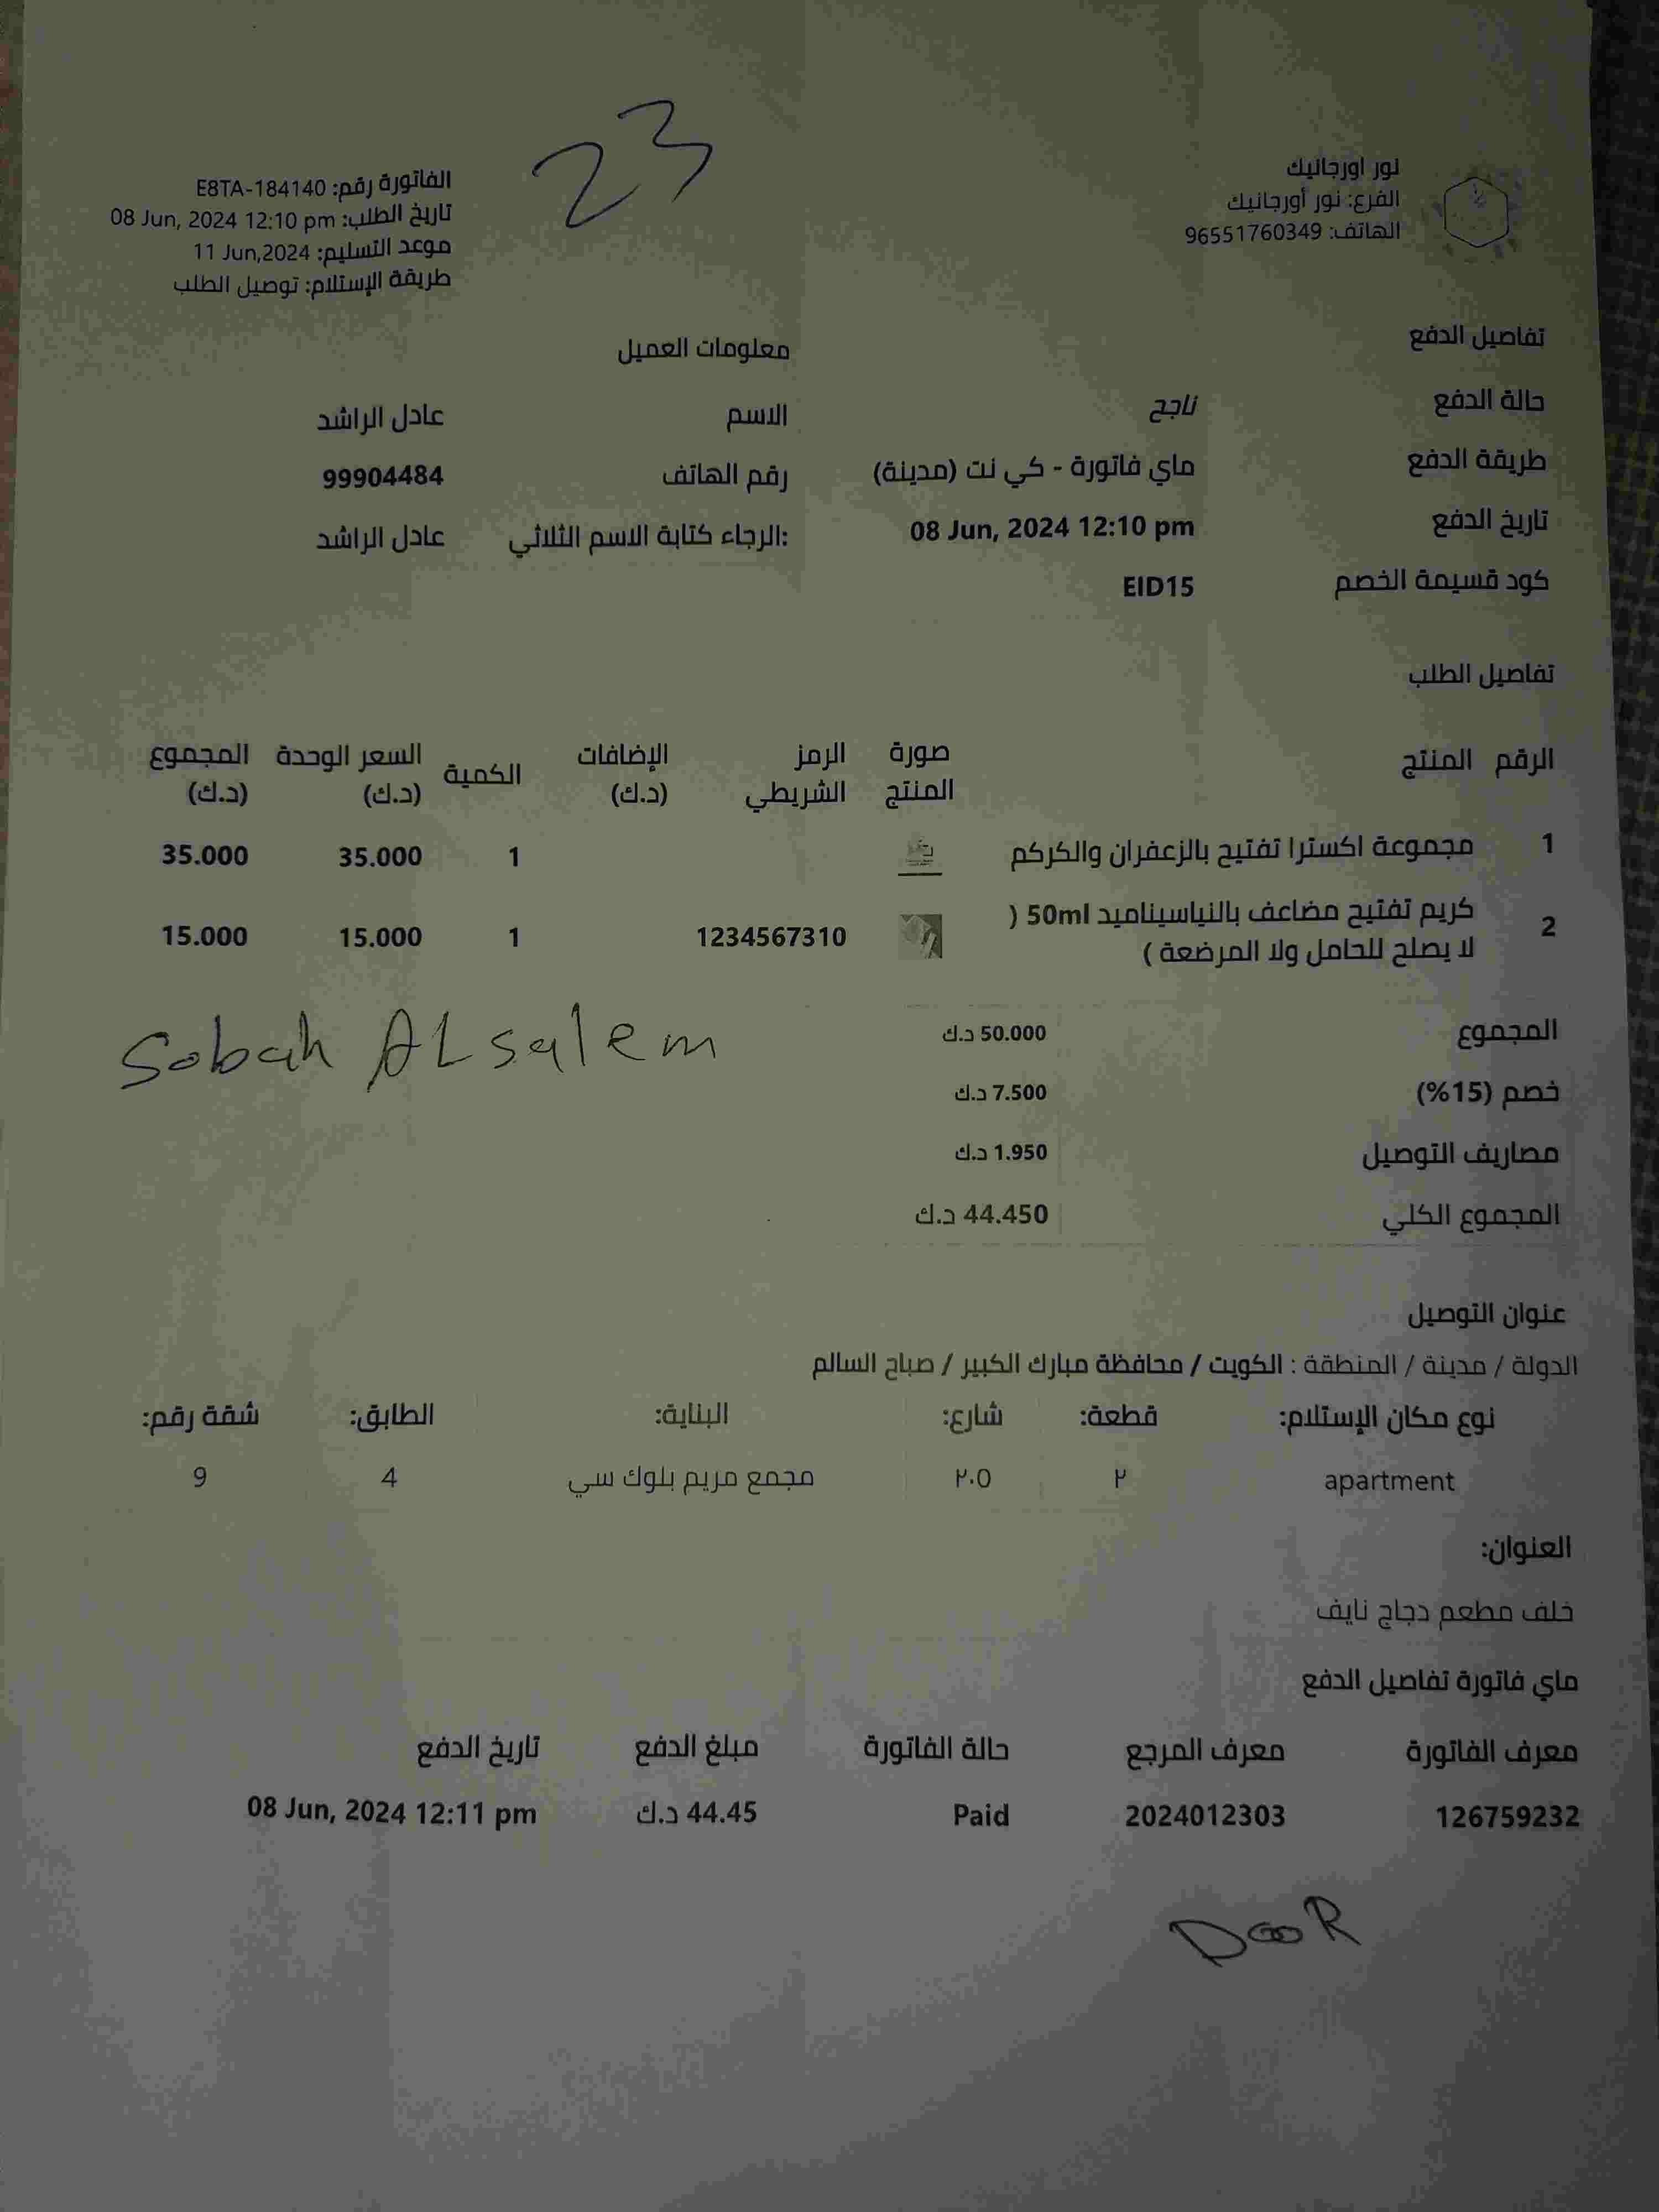 نور اورجانيك
الفرع: نور أورجانيك
الهاتف: 96551760349
23
الفاتورة رقم: E8TA-184140
تاريخ الطلب: 08 Jun, 2024 12:10 pm
موعد التسليم: 11 Jun,2024
طريقة الإستلام: توصيل الطلب
تفاصيل الدفع
حالة الدفع ناجح
طريقة الدفع ماي فاتورة - كي نت (مدينة)
تاريخ الدفع 08 Jun, 2024 12:10 pm
كود قسيمة الخصم EID15
معلومات العميل
الاسم عادل الراشد
رقم الهاتف 99904484
:الرجاء كتابة الاسم الثلاثي عادل الراشد
تفاصيل الطلب
الرقم المنتج صورة المنتج الرمز الشريطي الإضافات (د.ك) الكمية السعر الوحدة (د.ك) المجموع (د.ك)
1 مجموعة اكسترا تفتيح بالزعفران والكركم 1 35.000 35.000
2 كريم تفتيح مضاعف بالنياسيناميد 50ml ( 1234567310 1 15.000 15.000
لا يصلح للحامل ولا المرضعة )
المجموع 50.000 د.ك
Sobah ALsalem
خصم (15%) 7.500 د.ك
مصاريف التوصيل 1.950 د.ك
المجموع الكلي 44.450 د.ك
عنوان التوصيل
الدولة / مدينة / المنطقة : الكويت / محافظة مبارك الكبير / صباح السالم
نوع مكان الإستلام: قطعة: شارع: البناية: الطابق: شقة رقم:
apartment ٢ ٢٠٥ مجمع مريم بلوك سي 4 9
العنوان:
خلف مطعم دجاج نايف
ماي فاتورة تفاصيل الدفع
معرف الفاتورة معرف المرجع حالة الفاتورة مبلغ الدفع تاريخ الدفع
126759232 2024012303 Paid 44.45 د.ك 08 Jun, 2024 12:11 pm
DooR